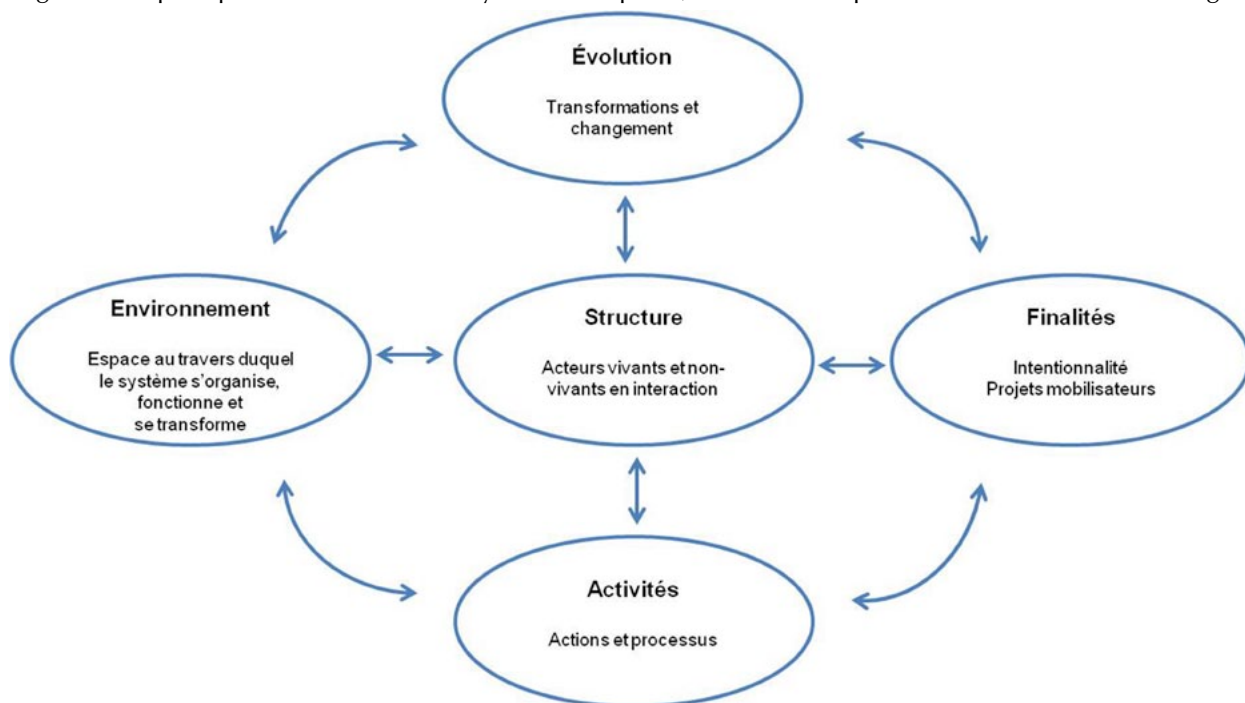 Évolution
Transformations et
changement
Environnement
Espace au travers duquel
le système s'organise,
fonctionne et
se transforme
Structure
Acteurs vivants et non-
vivants en interaction
Finalités
Intentionnalité
Projets mobilisateurs
Activités
Actions et processus